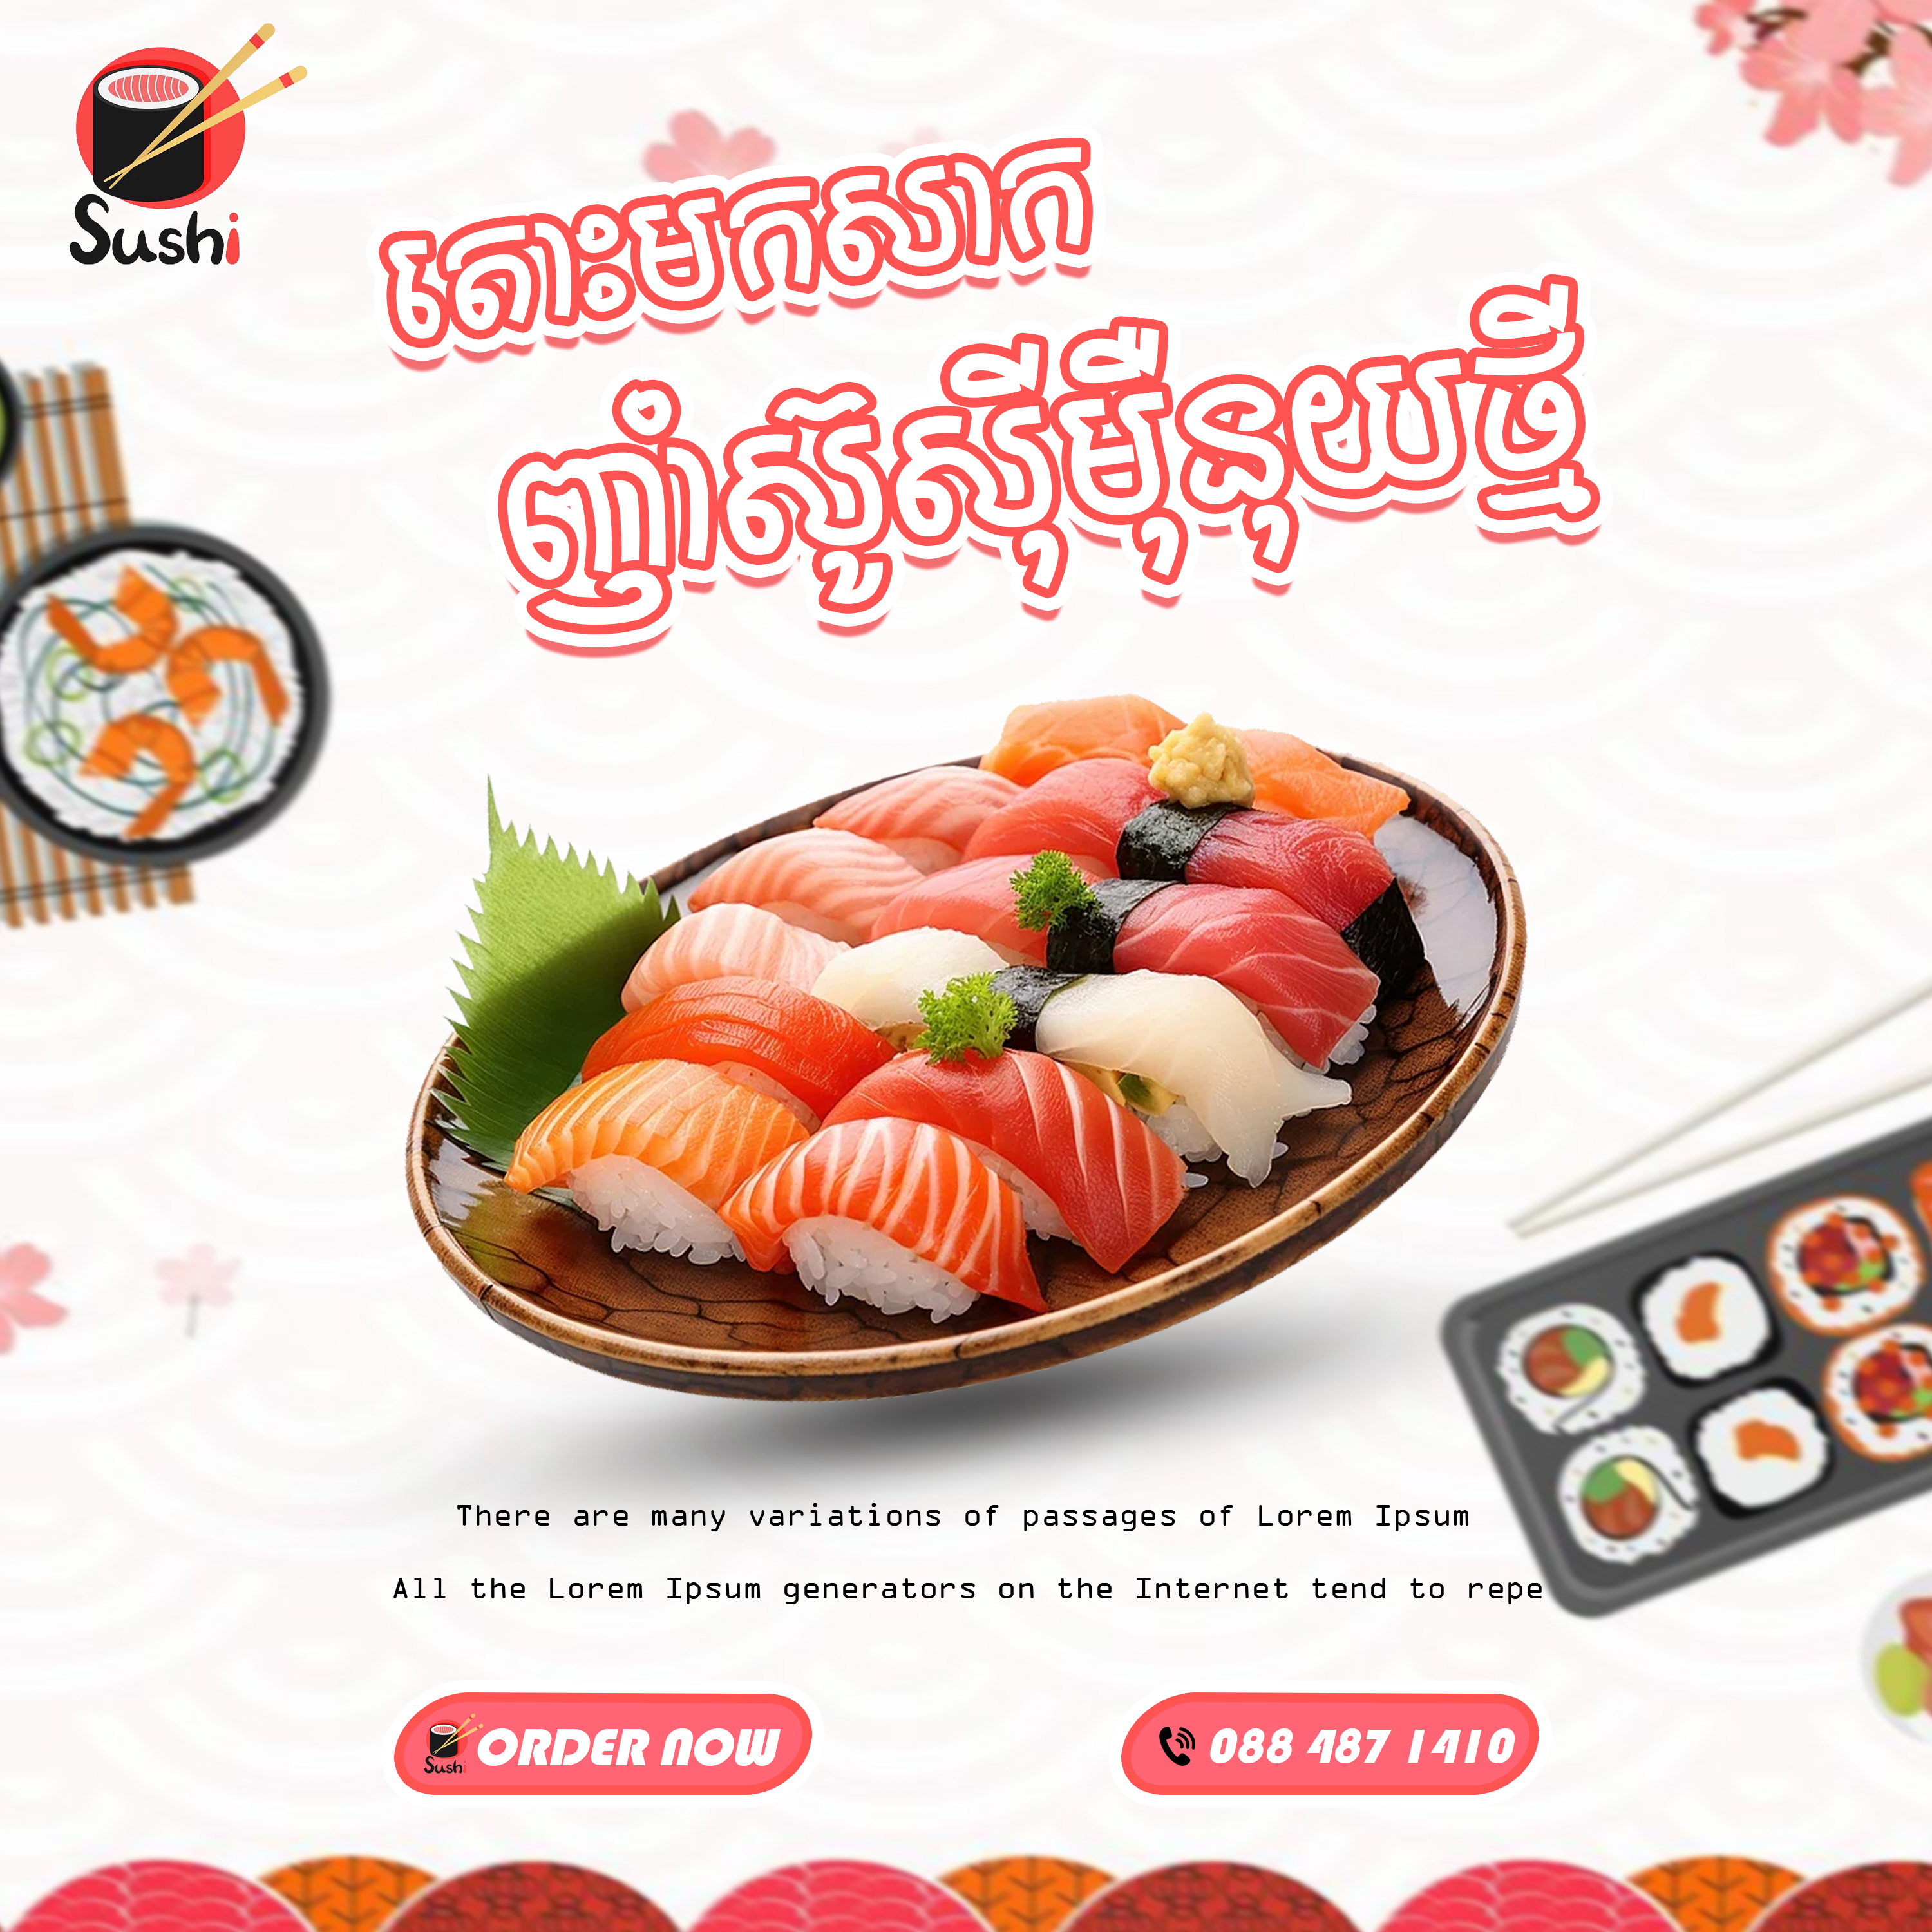 Sushi
តោះមកសាក
ញ៉ាំស៊ូស៊ីម៉ឺនុយថ្មី
There are many variations of passages of Lorem Ipsum
All the Lorem Ipsum generators on the Internet tend to repe
Sushi ORDER NOW
088 487 1410